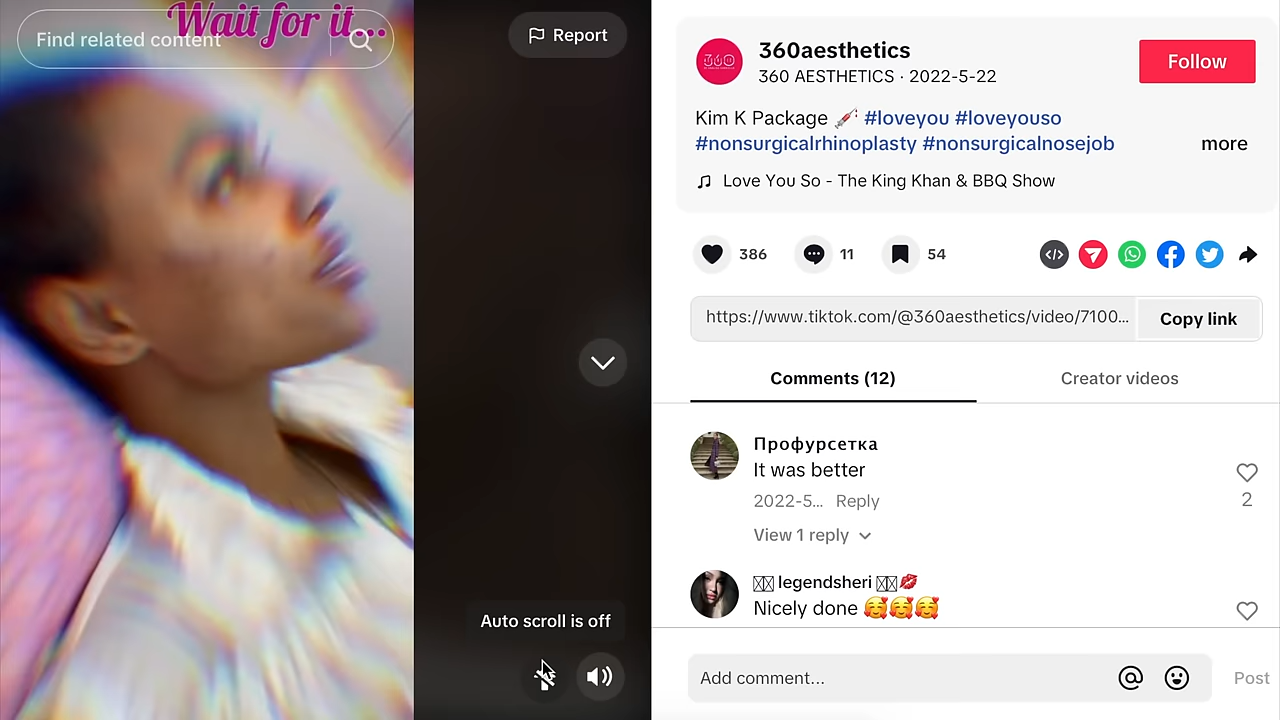 Wait for it...
Find related content
Report
360
360aesthetics
360 AESTHETICS · 2022-5-22
Follow
Kim K Package 💉 #loveyou #loveyouso
#nonsurgicalrhinoplasty #nonsurgicalnosejob
more
Love You So - The King Khan & BBQ Show
386
11
54
https://www.tiktok.com/@360aesthetics/video/7100...
Copy link
Comments (12)
Creator videos
Профурсетка
It was better
2022-5... Reply
2
View 1 reply
legendsheri 💋
Nicely done 🥰🥰🥰
Auto scroll is off
Add comment...
Post